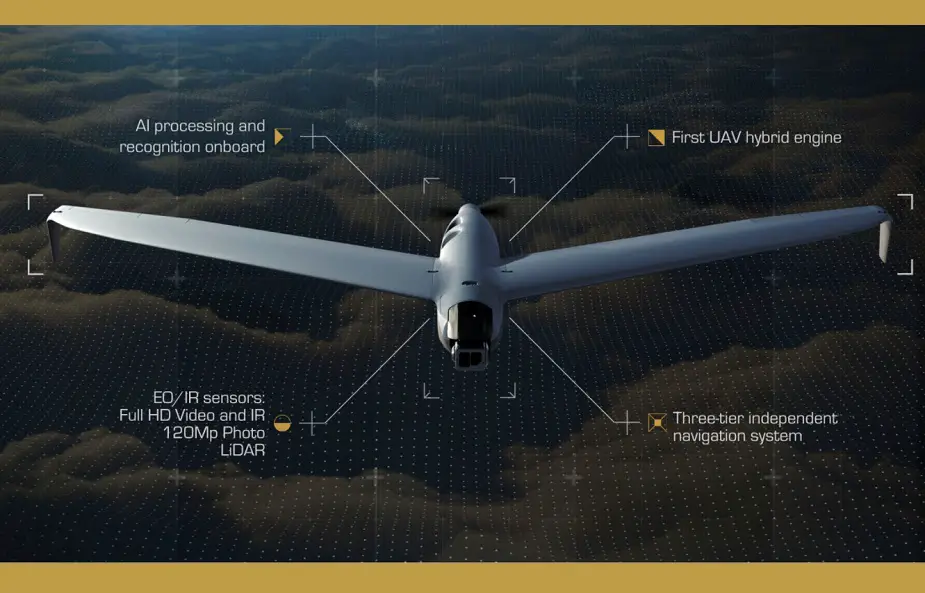 AI processing and
recognition onboard
First UAV hybrid engine
EO/IR sensors:
Full HD Video and IR
120Mp Photo
LiDAR
Three-tier independent
navigation system